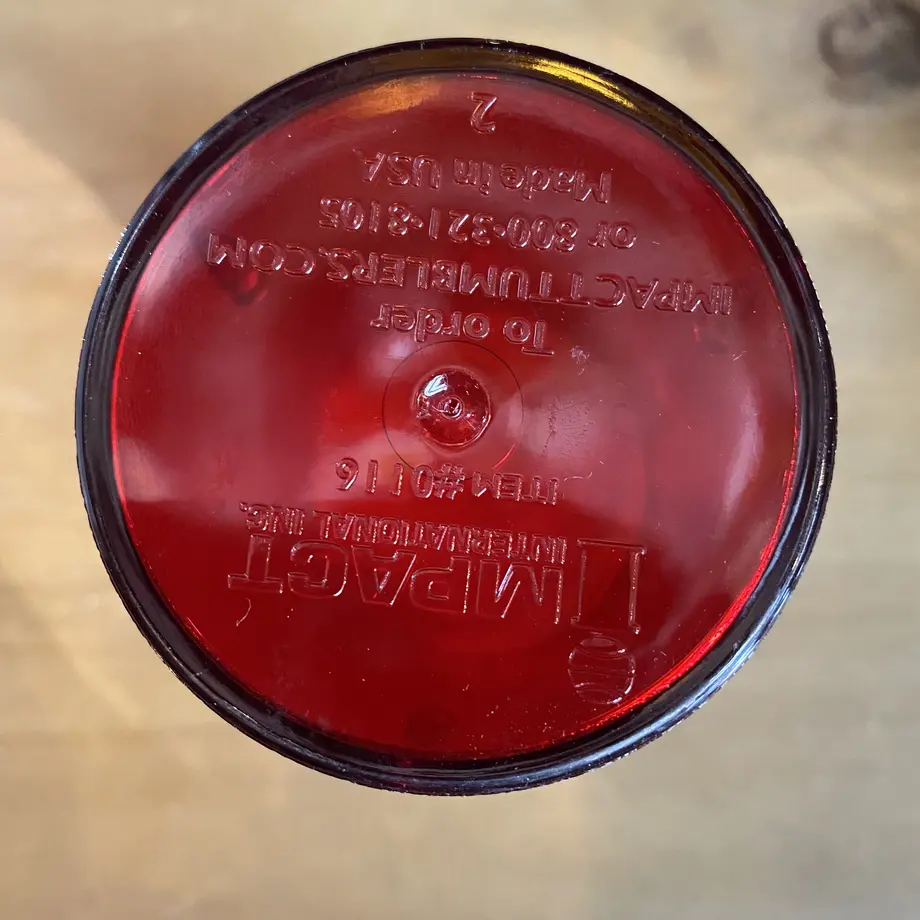 IMPACT
INTERNATIONAL INC.
ITEM #0116
To order
IMPACTTUMBLERS.COM
or 800·321·8105
Made in USA
2